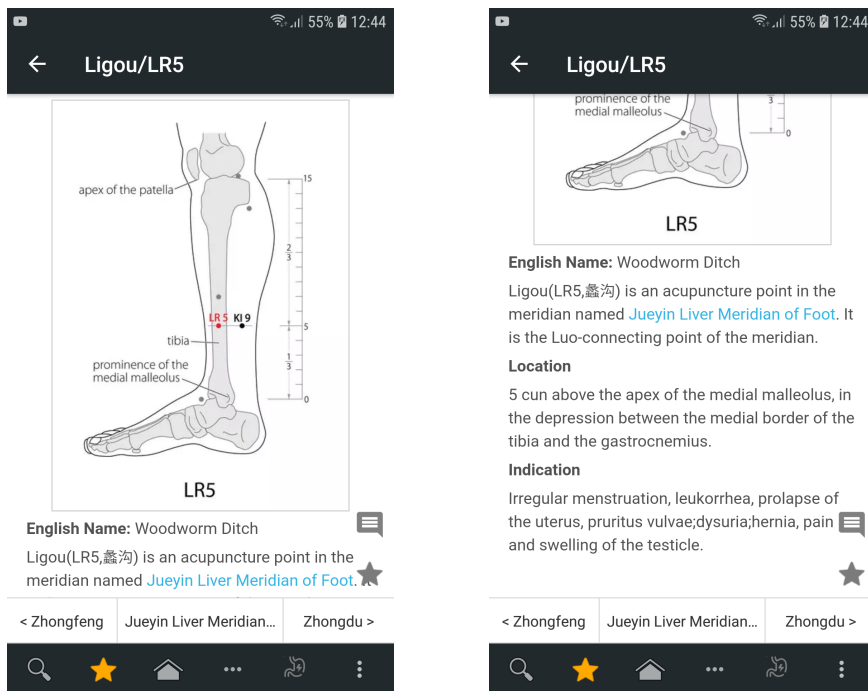 55% 12:44
Ligou/LR5
apex of the patella
15
2
3
LR 5 KI 9
5
tibia
1
3
prominence of the
medial malleolus
0
LR5
English Name: Woodworm Ditch
Ligou(LR5,蠡沟) is an acupuncture point in the
meridian named Jueyin Liver Meridian of Foot. It
< Zhongfeng Jueyin Liver Meridian... Zhongdu >
55% 12:44
Ligou/LR5
prominence of the
medial malleolus
3
0
LR5
English Name: Woodworm Ditch
Ligou(LR5,蠡沟) is an acupuncture point in the
meridian named Jueyin Liver Meridian of Foot. It
is the Luo-connecting point of the meridian.
Location
5 cun above the apex of the medial malleolus, in
the depression between the medial border of the
tibia and the gastrocnemius.
Indication
Irregular menstruation, leukorrhea, prolapse of
the uterus, pruritus vulvae;dysuria;hernia, pain
and swelling of the testicle.
< Zhongfeng Jueyin Liver Meridian... Zhongdu >